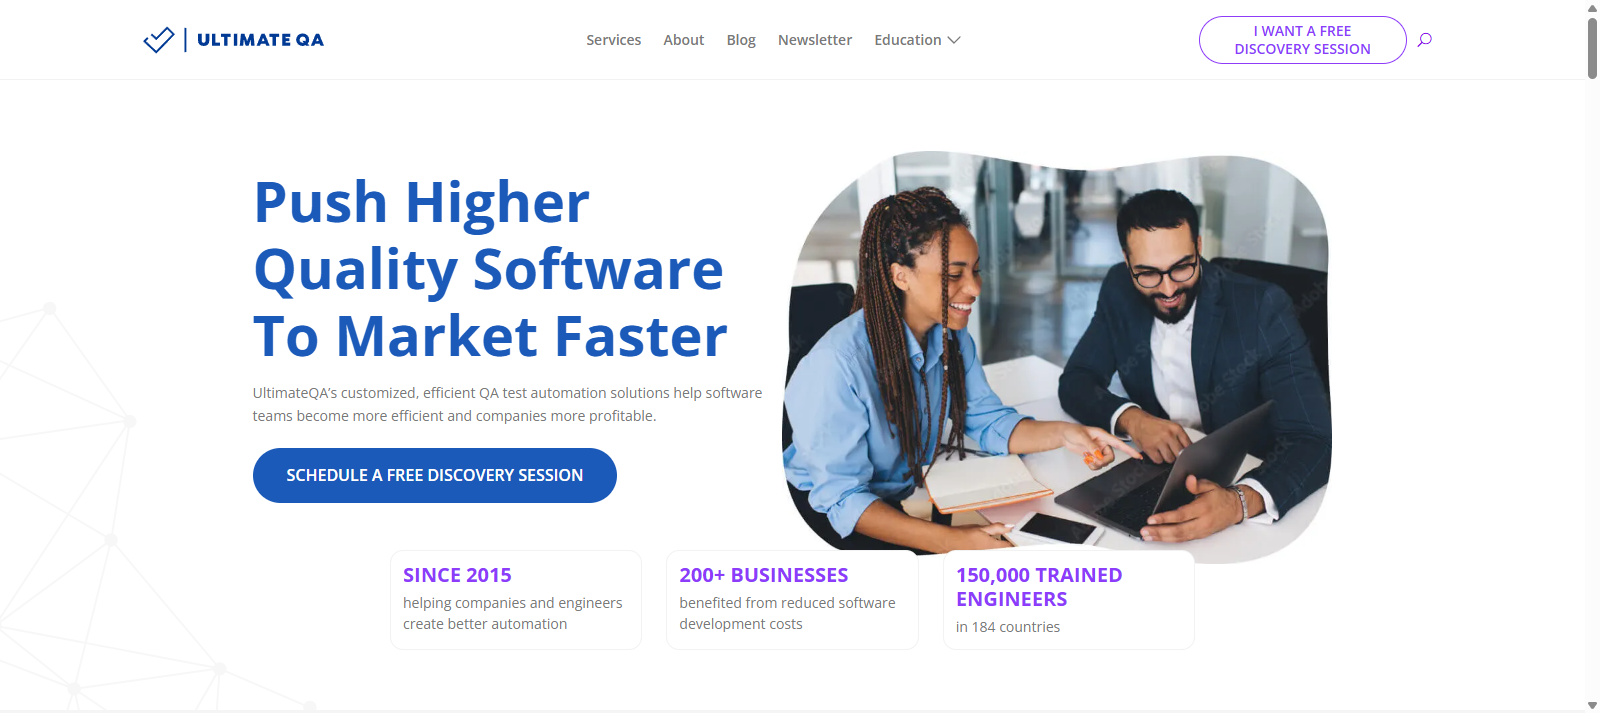 ULTIMATE QA
Services
About
Blog
Newsletter
Education
I WANT A FREE
DISCOVERY SESSION
Push Higher
Quality Software
To Market Faster
UltimateQA's customized, efficient QA test automation solutions help software
teams become more efficient and companies more profitable.
SCHEDULE A FREE DISCOVERY SESSION
SINCE 2015
helping companies and engineers
create better automation
200+ BUSINESSES
benefited from reduced software
development costs
150,000 TRAINED
ENGINEERS
in 184 countries